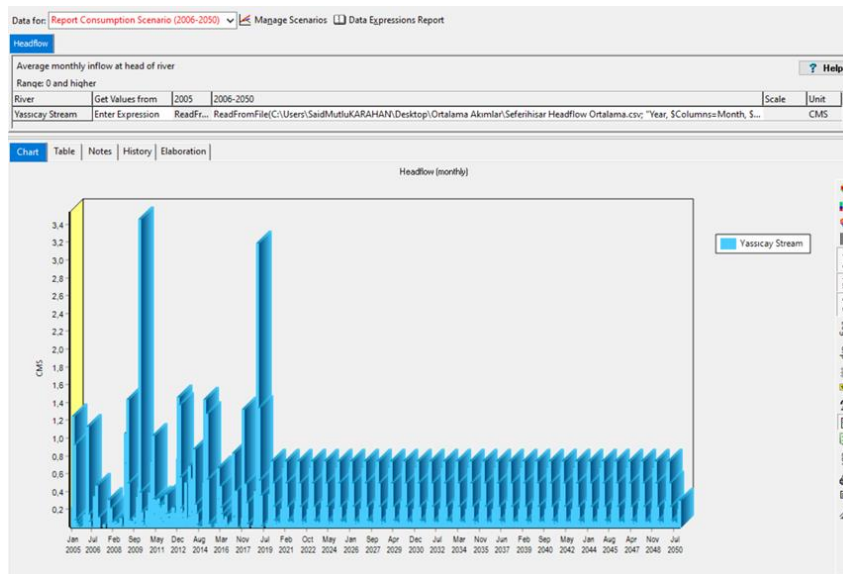 Data for: Report Consumption Scenario (2006-2050) Manage Scenarios Data Expressions Report
Headflow
Average monthly inflow at head of river
? Help
Range: 0 and higher
River Get Values from 2005 2006-2050 Scale Unit
Yassıcay Stream Enter Expression ReadFr... ReadFromFile(C:\Users\SaidMutluKARAHAN\Desktop\Ortalama Akımlar\Seferihisar Headflow Ortalama.csv; "Year, $Columns=Month, $... CMS
Chart Table Notes History Elaboration
Headflow (monthly)
3,4
3,2
3,0
2,8
2,6
2,4
2,2
2,0
1,8
1,6
1,4
1,2
1,0
0,8
0,6
0,4
0,2
CMS
Yassıcay Stream
Jan Jul Feb Sep May Dec Aug Mar Nov Jul Feb Oct May Jan Sep Apr Dec Jul Mar Nov Jun Feb Sep May Jan Aug Apr Nov Jul
2005 2006 2008 2009 2011 2012 2014 2016 2017 2019 2021 2022 2024 2026 2027 2029 2030 2032 2034 2035 2037 2039 2040 2042 2044 2045 2047 2048 2050